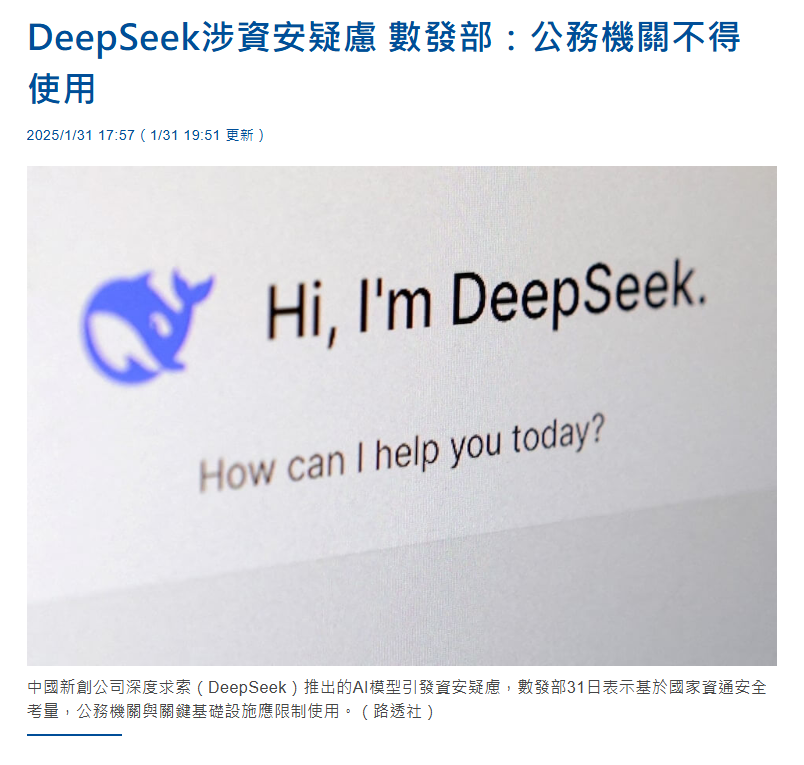 DeepSeek涉資安疑慮 數發部：公務機關不得
使用
2025/1/31 17:57（1/31 19:51 更新）
Hi, I'm DeepSeek.
How can I help you today?
中國新創公司深度求索（DeepSeek）推出的AI模型引發資安疑慮，數發部31日表示基於國家資通安全
考量，公務機關與關鍵基礎設施應限制使用。（路透社）